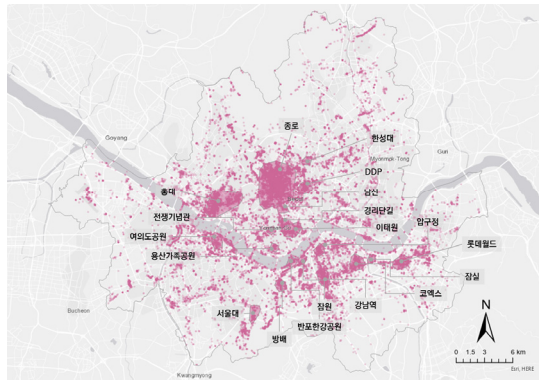 종로
한성대
Goyang
Guri
Myonmok-Tong
DDP
홍대
남산
경리단길
전쟁기념관
이태원
압구정
여의도공원
롯데월드
용산가족공원
잠실
코엑스
Bucheon
서울대
잠원
강남역
반포한강공원
방배
N
0 1.5 3 6 km
Esri, HERE
Kwangmyong